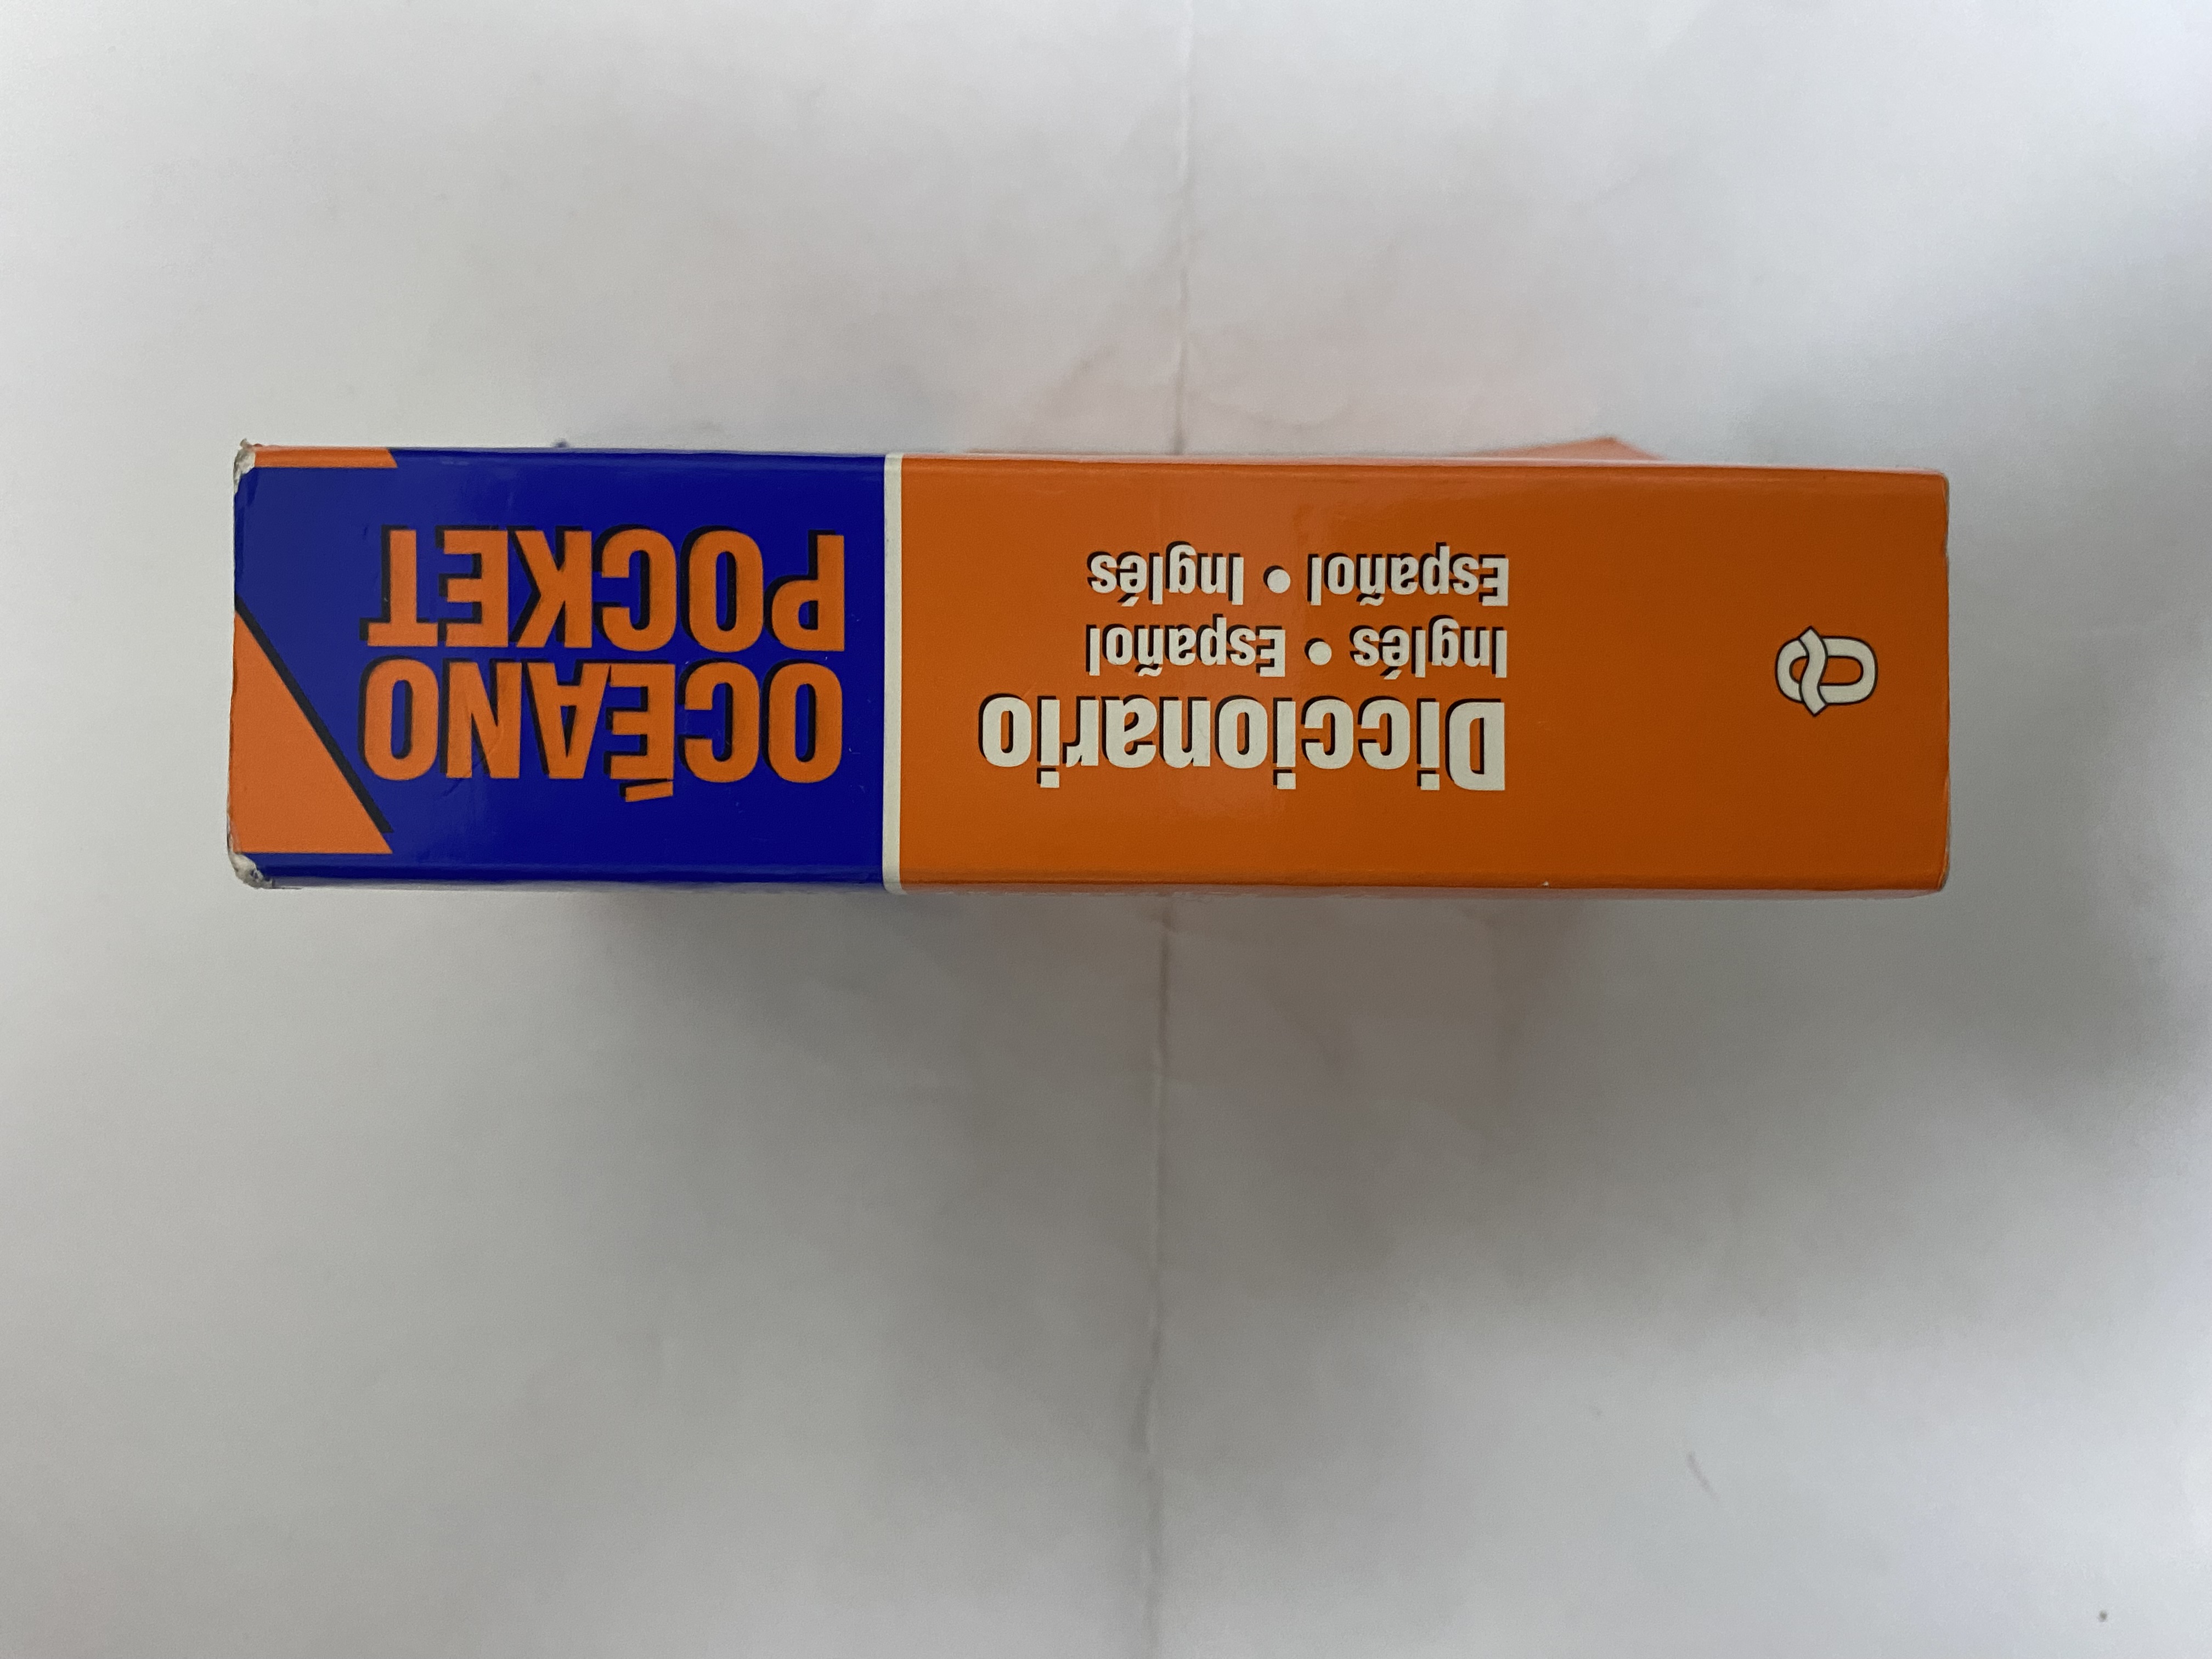 Diccionario
Inglés • Español
Español • Inglés
OCÉANO
POCKET